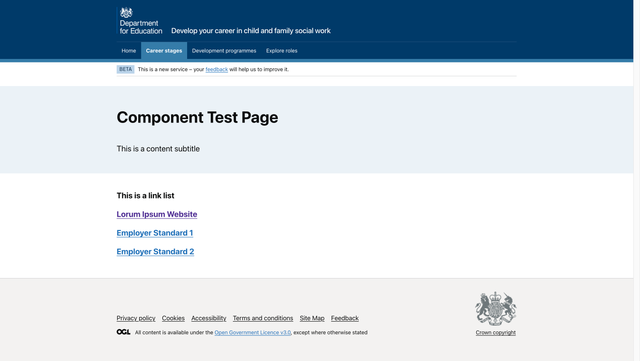 Department
for Education
Develop your career in child and family social work
Home Career stages Development programmes Explore roles
BETA This is a new service – your feedback will help us to improve it.
Component Test Page
This is a content subtitle
This is a link list
Lorum Ipsum Website
Employer Standard 1
Employer Standard 2
Privacy policy Cookies Accessibility Terms and conditions Site Map Feedback
OGL All content is available under the Open Government Licence v3.0, except where otherwise stated
Crown copyright